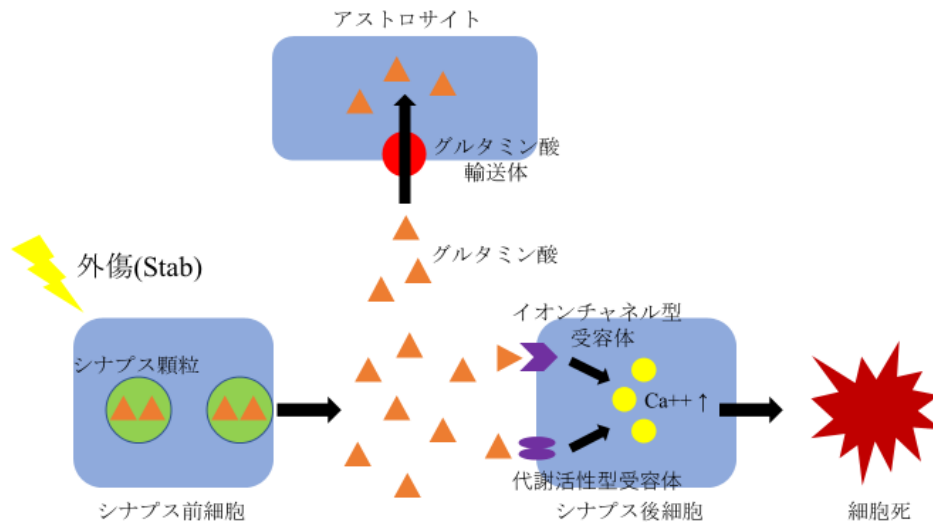 アストロサイト
グルタミン酸
輸送体
グルタミン酸
外傷(Stab)
イオンチャネル型
受容体
シナプス顆粒
Ca++ ↑
代謝活性型受容体
シナプス前細胞
シナプス後細胞
細胞死